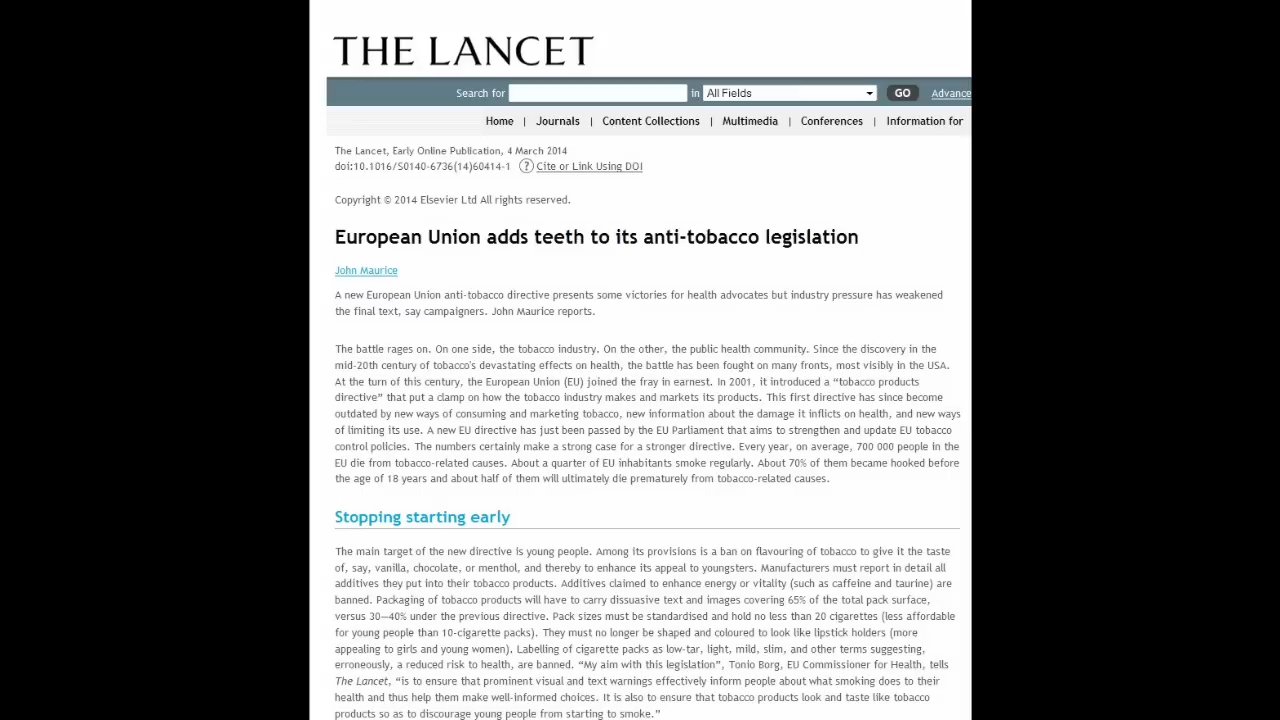 THE LANCET
Search for in All Fields GO Advance
Home | Journals | Content Collections | Multimedia | Conferences | Information for
The Lancet, Early Online Publication, 4 March 2014
doi:10.1016/S0140-6736(14)60414-1 ? Cite or Link Using DOI
Copyright © 2014 Elsevier Ltd All rights reserved.
European Union adds teeth to its anti-tobacco legislation
John Maurice
A new European Union anti-tobacco directive presents some victories for health advocates but industry pressure has weakened
the final text, say campaigners. John Maurice reports.
The battle rages on. On one side, the tobacco industry. On the other, the public health community. Since the discovery in the
mid-20th century of tobacco's devastating effects on health, the battle has been fought on many fronts, most visibly in the USA.
At the turn of this century, the European Union (EU) joined the fray in earnest. In 2001, it introduced a “tobacco products
directive” that put a clamp on how the tobacco industry makes and markets its products. This first directive has since become
outdated by new ways of consuming and marketing tobacco, new information about the damage it inflicts on health, and new ways
of limiting its use. A new EU directive has just been passed by the EU Parliament that aims to strengthen and update EU tobacco
control policies. The numbers certainly make a strong case for a stronger directive. Every year, on average, 700 000 people in the
EU die from tobacco-related causes. About a quarter of EU inhabitants smoke regularly. About 70% of them became hooked before
the age of 18 years and about half of them will ultimately die prematurely from tobacco-related causes.
Stopping starting early
The main target of the new directive is young people. Among its provisions is a ban on flavouring of tobacco to give it the taste
of, say, vanilla, chocolate, or menthol, and thereby to enhance its appeal to youngsters. Manufacturers must report in detail all
additives they put into their tobacco products. Additives claimed to enhance energy or vitality (such as caffeine and taurine) are
banned. Packaging of tobacco products will have to carry dissuasive text and images covering 65% of the total pack surface,
versus 30—40% under the previous directive. Pack sizes must be standardised and hold no less than 20 cigarettes (less affordable
for young people than 10-cigarette packs). They must no longer be shaped and coloured to look like lipstick holders (more
appealing to girls and young women). Labelling of cigarette packs as low-tar, light, mild, slim, and other terms suggesting,
erroneously, a reduced risk to health, are banned. “My aim with this legislation”, Tonio Borg, EU Commissioner for Health, tells
The Lancet, “is to ensure that prominent visual and text warnings effectively inform people about what smoking does to their
health and thus help them make well-informed choices. It is also to ensure that tobacco products look and taste like tobacco
products so as to discourage young people from starting to smoke.”